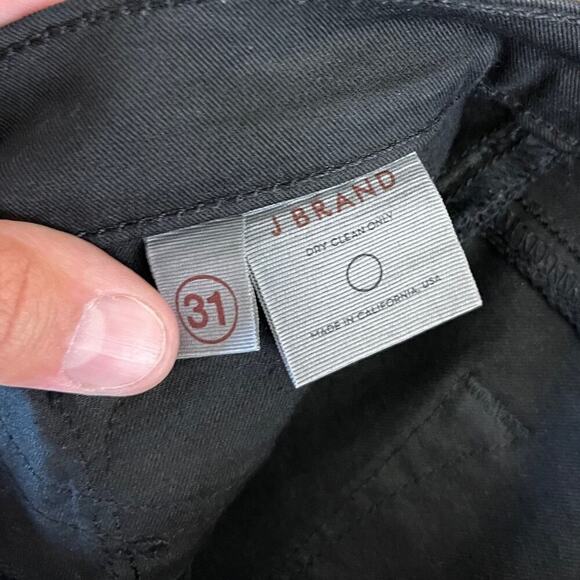 J BRAND
DRY CLEAN ONLY
MADE IN CALIFORNIA, USA
31